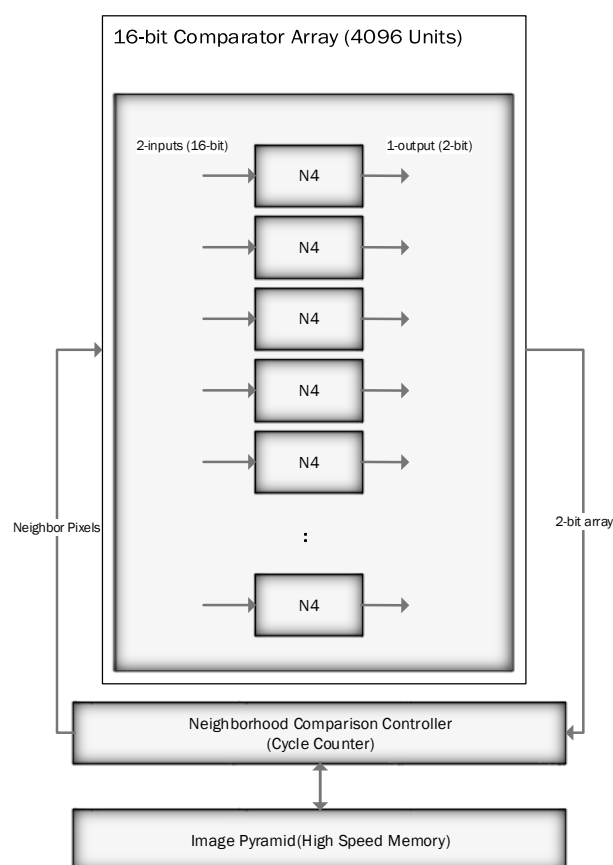 16-bit Comparator Array (4096 Units)
2-inputs (16-bit)
1-output (2-bit)
N4
N4
N4
N4
N4
:
N4
Neighbor Pixels
2-bit array
Neighborhood Comparison Controller
(Cycle Counter)
Image Pyramid(High Speed Memory)